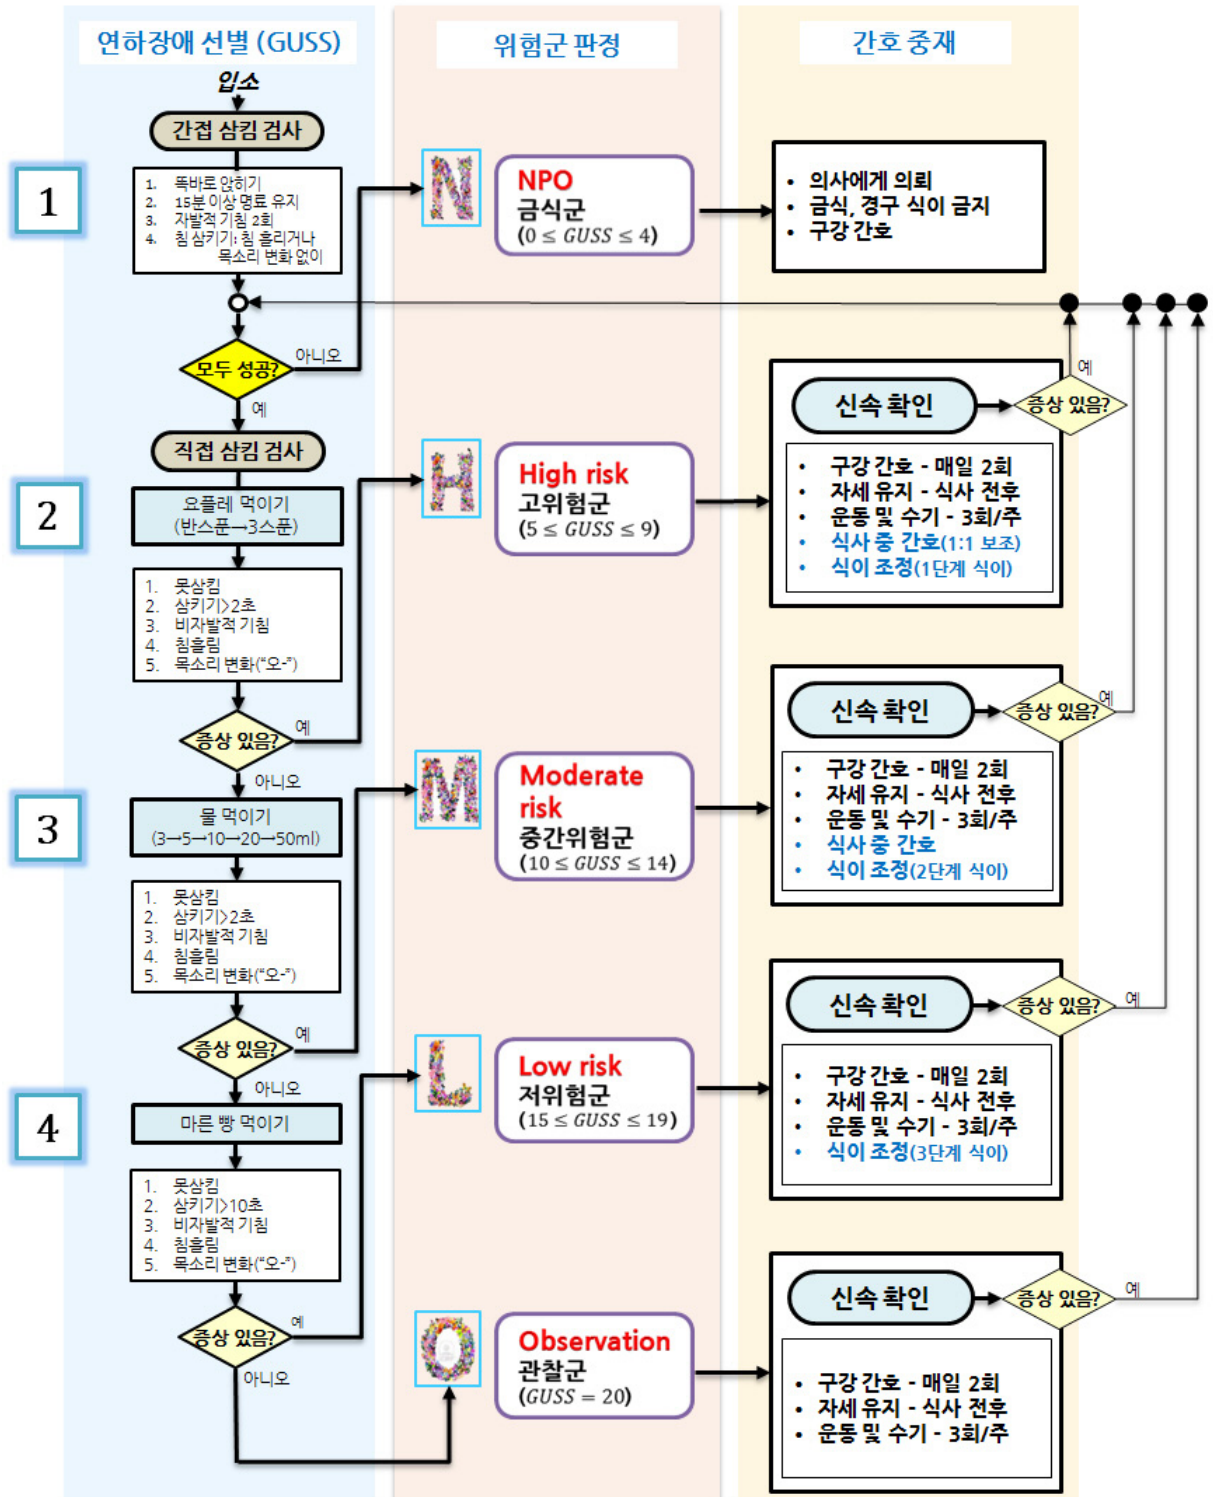 연하장애 선별 (GUSS)
입소
간접 삼킴 검사
1
1. 똑바로 앉히기
2. 15분 이상 명료 유지
3. 자발적 기침 2회
4. 침 삼키기: 침 흘리거나
목소리 변화 없이
모두 성공?
아니오
예
직접 삼킴 검사
2
요플레 먹이기
(반스푼→3스푼)
1. 못삼킴
2. 삼키기>2초
3. 비자발적 기침
4. 침흘림
5. 목소리 변화("오-")
증상 있음?
예
아니오
3
물 먹이기
(3→5→10→20→50ml)
1. 못삼킴
2. 삼키기>2초
3. 비자발적 기침
4. 침흘림
5. 목소리 변화("오-")
증상 있음?
예
아니오
4
마른 빵 먹이기
1. 못삼킴
2. 삼키기>10초
3. 비자발적 기침
4. 침흘림
5. 목소리 변화("오-")
증상 있음?
예
아니오
위험군 판정
N
NPO
금식군
(0 ≤ GUSS ≤ 4)
H
High risk
고위험군
(5 ≤ GUSS ≤ 9)
M
Moderate
risk
중간위험군
(10 ≤ GUSS ≤ 14)
L
Low risk
저위험군
(15 ≤ GUSS ≤ 19)
O
Observation
관찰군
(GUSS = 20)
간호 중재
• 의사에게 의뢰
• 금식, 경구 식이 금지
• 구강 간호
신속 확인
증상 있음?
예
• 구강 간호 - 매일 2회
• 자세 유지 - 식사 전후
• 운동 및 수기 - 3회/주
• 식사 중 간호(1:1 보조)
• 식이 조정(1단계 식이)
신속 확인
증상 있음?
예
• 구강 간호 - 매일 2회
• 자세 유지 - 식사 전후
• 운동 및 수기 - 3회/주
• 식사 중 간호
• 식이 조정(2단계 식이)
신속 확인
증상 있음?
예
• 구강 간호 - 매일 2회
• 자세 유지 - 식사 전후
• 운동 및 수기 - 3회/주
• 식이 조정(3단계 식이)
신속 확인
증상 있음?
예
• 구강 간호 - 매일 2회
• 자세 유지 - 식사 전후
• 운동 및 수기 - 3회/주